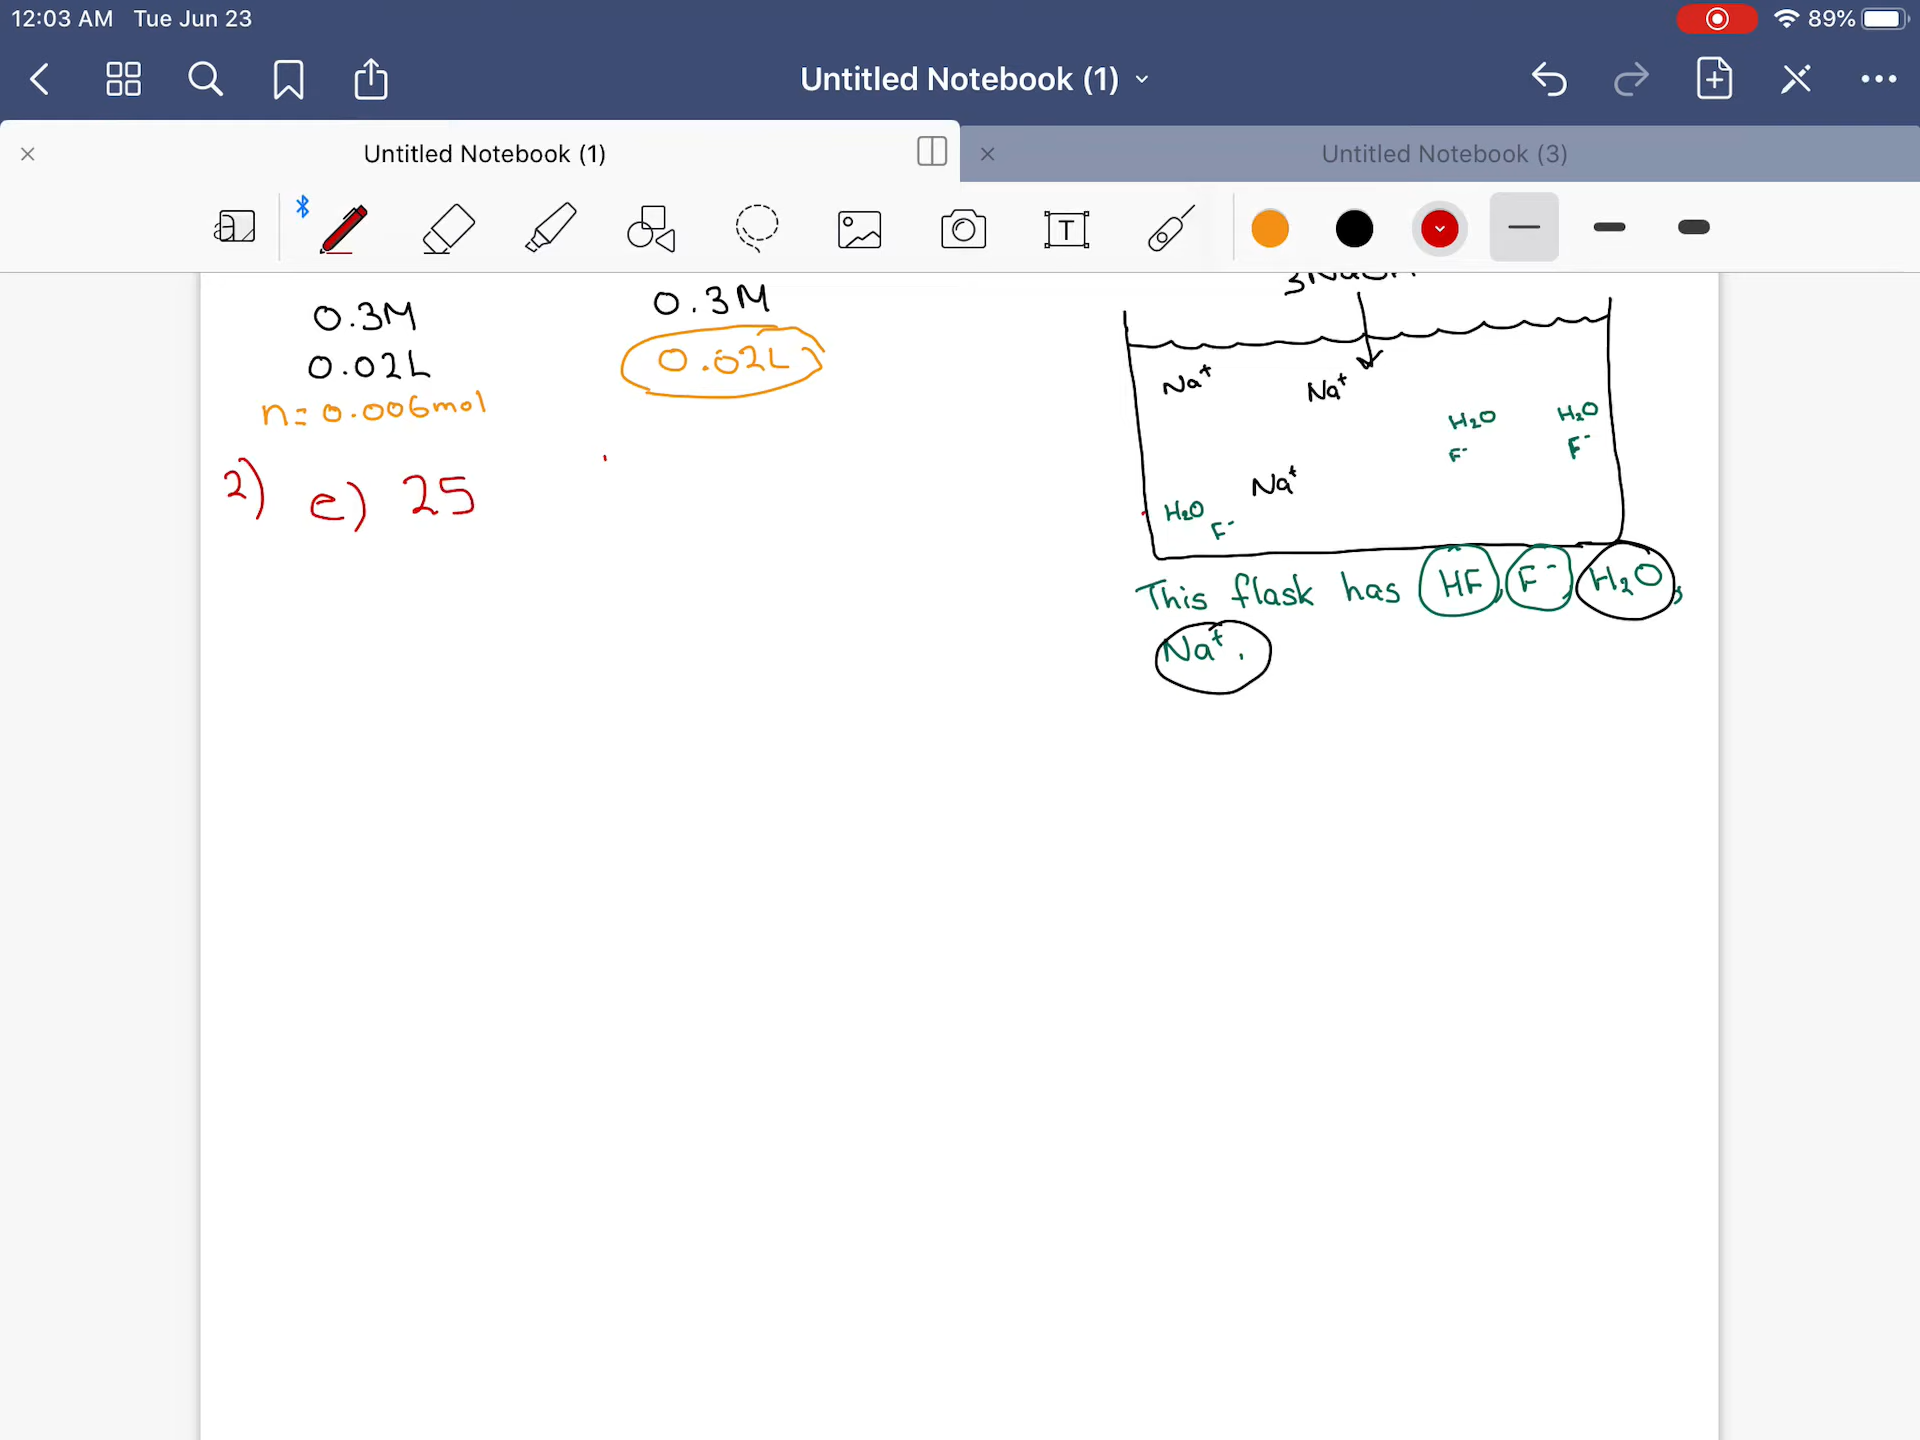 12:03 AM Tue Jun 23
89%
Untitled Notebook (1)
Untitled Notebook (1)
Untitled Notebook (3)
0.3M
0.02L
n = 0.006mol
0.3M
0.02L
2) e) 25
3NaOH
Na⁺ Na⁺
H₂O H₂O
F⁻ F⁻
Na⁺
H₂O
F⁻
This flask has HF, F⁻, H₂O,
Na⁺.